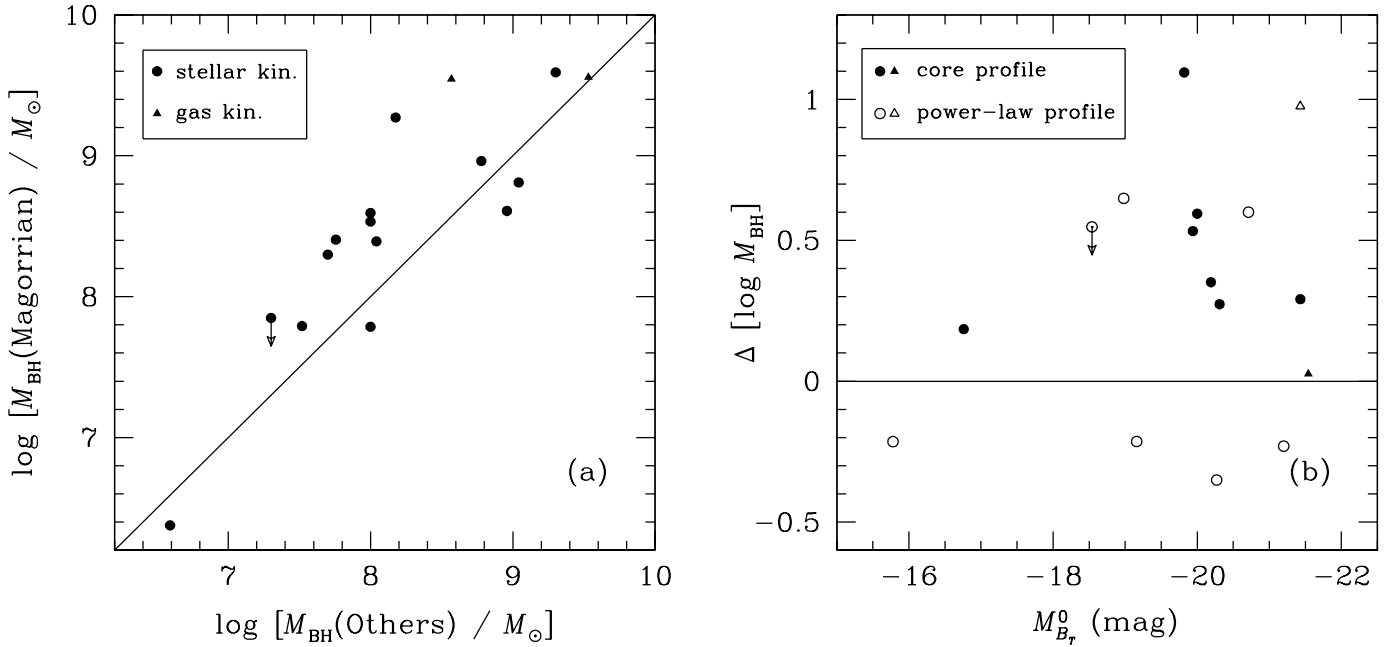 log [M_BH(Magorrian) / M_⊙]
10
9
8
7
stellar kin.
gas kin.
(a)
7 8 9 10
log [M_BH(Others) / M_⊙]
Δ [log M_BH]
1
0.5
0
−0.5
core profile
power−law profile
(b)
−16 −18 −20 −22
M^0_{B_T} (mag)